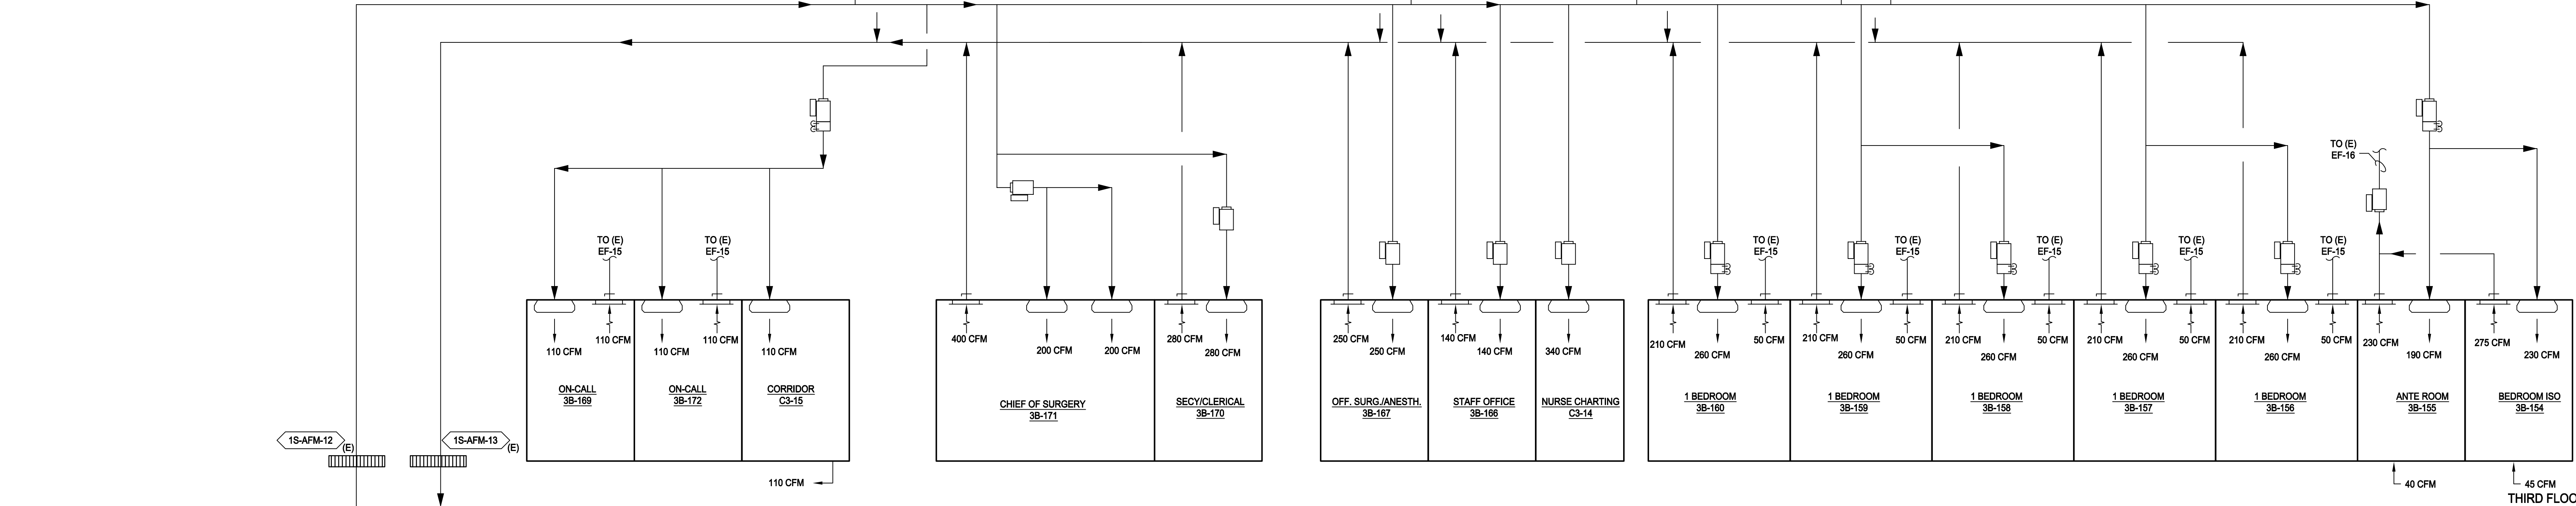 TO (E)
EF-16
TO (E)
EF-15
TO (E)
EF-15
TO (E)
EF-15
TO (E)
EF-15
TO (E)
EF-15
TO (E)
EF-15
TO (E)
EF-15
110 CFM
110 CFM
110 CFM
110 CFM
110 CFM
400 CFM
200 CFM
200 CFM
280 CFM
280 CFM
250 CFM
250 CFM
140 CFM
140 CFM
340 CFM
210 CFM
260 CFM
50 CFM
210 CFM
260 CFM
50 CFM
210 CFM
260 CFM
50 CFM
210 CFM
260 CFM
50 CFM
210 CFM
260 CFM
50 CFM
230 CFM
190 CFM
275 CFM
230 CFM
ON-CALL
3B-169
ON-CALL
3B-172
CORRIDOR
C3-15
CHIEF OF SURGERY
3B-171
SECY/CLERICAL
3B-170
OFF. SURG./ANESTH.
3B-167
STAFF OFFICE
3B-166
NURSE CHARTING
C3-14
1 BEDROOM
3B-160
1 BEDROOM
3B-159
1 BEDROOM
3B-158
1 BEDROOM
3B-157
1 BEDROOM
3B-156
ANTE ROOM
3B-155
BEDROOM ISO
3B-154
1S-AFM-12
(E)
1S-AFM-13
(E)
110 CFM
40 CFM
45 CFM
THIRD FLOO